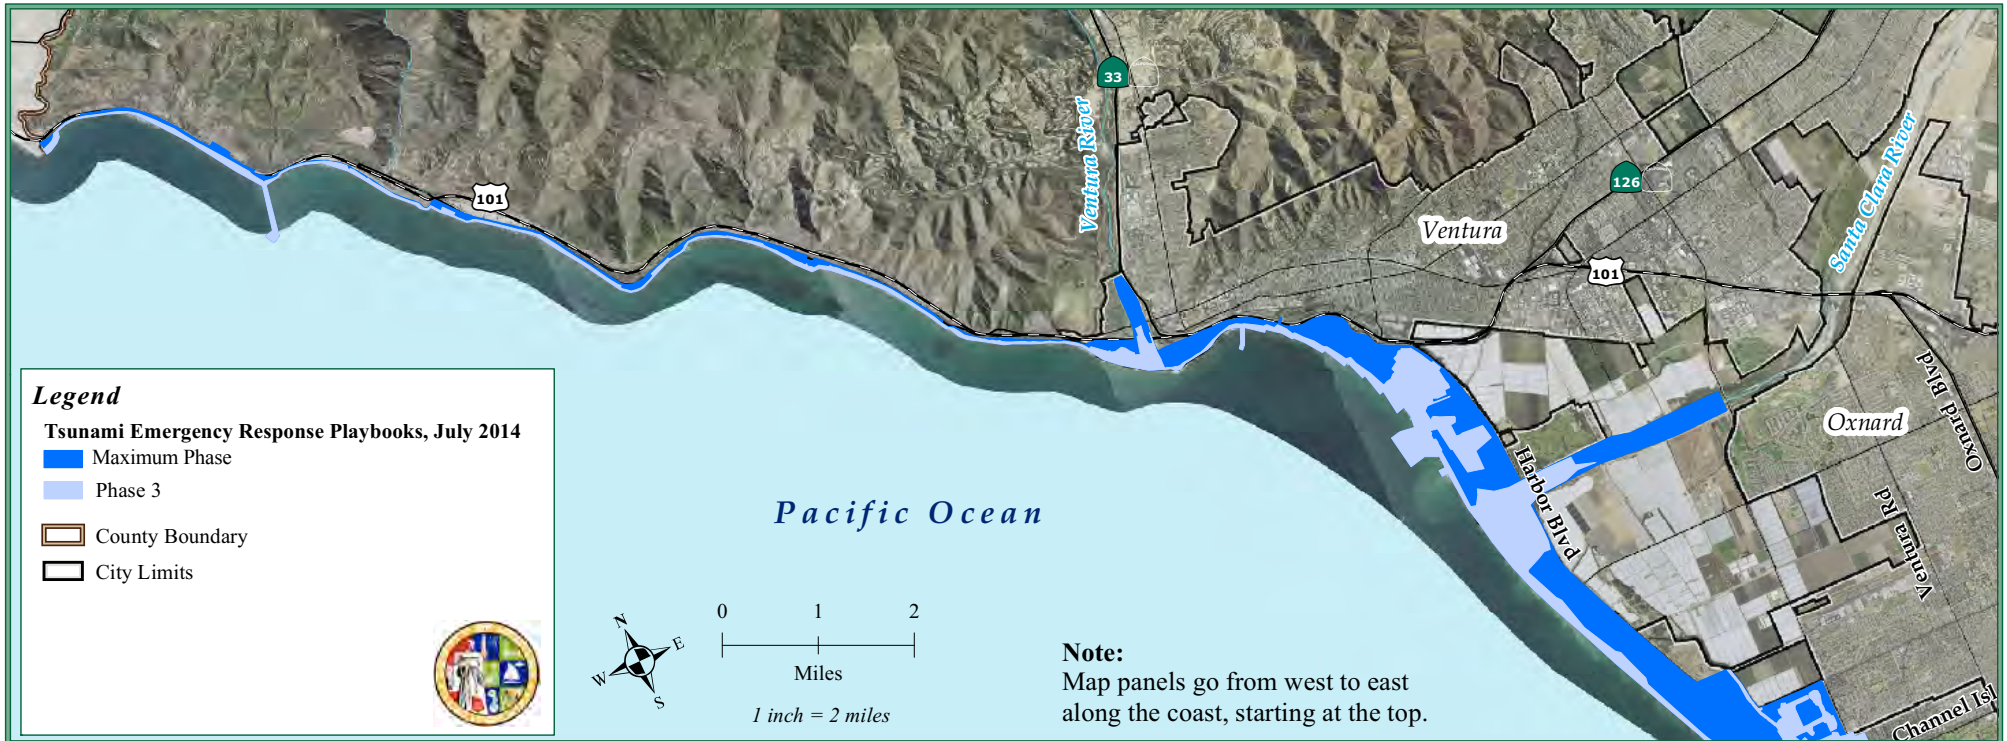 33
Ventura River
126
Santa Clara River
101
Ventura
101
Oxnard Blvd
Oxnard
Harbor Blvd
Ventura Rd
Channel Isl
Pacific Ocean
Legend
Tsunami Emergency Response Playbooks, July 2014
Maximum Phase
Phase 3
County Boundary
City Limits
N
E
W
S
0 1 2
Miles
1 inch = 2 miles
Note:
Map panels go from west to east
along the coast, starting at the top.